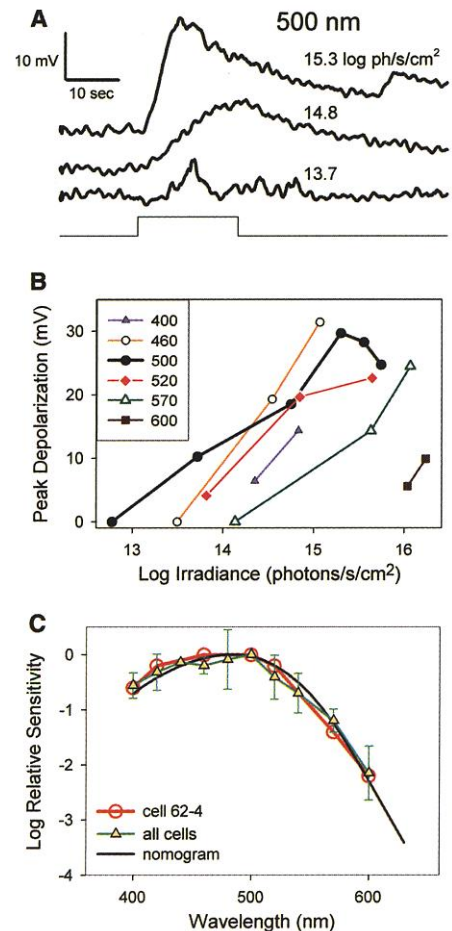 A
500 nm
10 mV
15.3 log ph/s/cm²
10 sec
14.8
13.7
B
400
460
500
520
570
600
30
20
10
0
Peak Depolarization (mV)
13 14 15 16
Log Irradiance (photons/s/cm²)
C
0
-1
-2
-3
-4
Log Relative Sensitivity
cell 62-4
all cells
nomogram
400 500 600
Wavelength (nm)